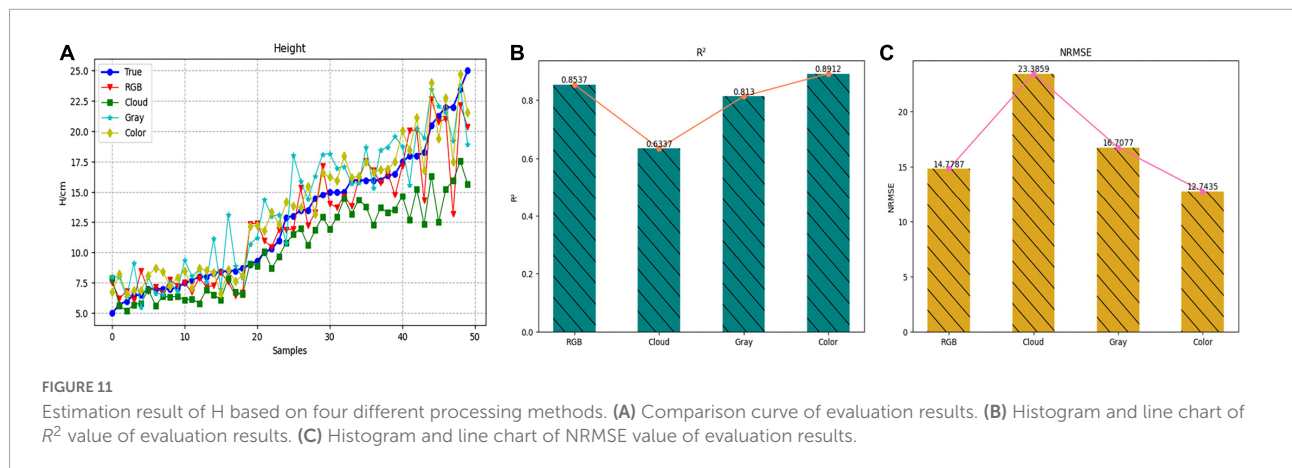 A
Height
25.0
22.5
20.0
17.5
15.0
12.5
10.0
7.5
5.0
H/cm
True
RGB
Cloud
Gray
Color
0
10
20
30
40
50
Samples
B
R²
0.8
0.6
0.4
0.2
0.0
R²
0.8537
0.6337
0.813
0.8912
RGB
Cloud
Gray
Color
C
NRMSE
20
15
10
5
0
NRMSE
14.7787
23.3859
16.7077
12.7435
RGB
Cloud
Gray
Color
FIGURE 11
Estimation result of H based on four different processing methods. (A) Comparison curve of evaluation results. (B) Histogram and line chart of
R² value of evaluation results. (C) Histogram and line chart of NRMSE value of evaluation results.